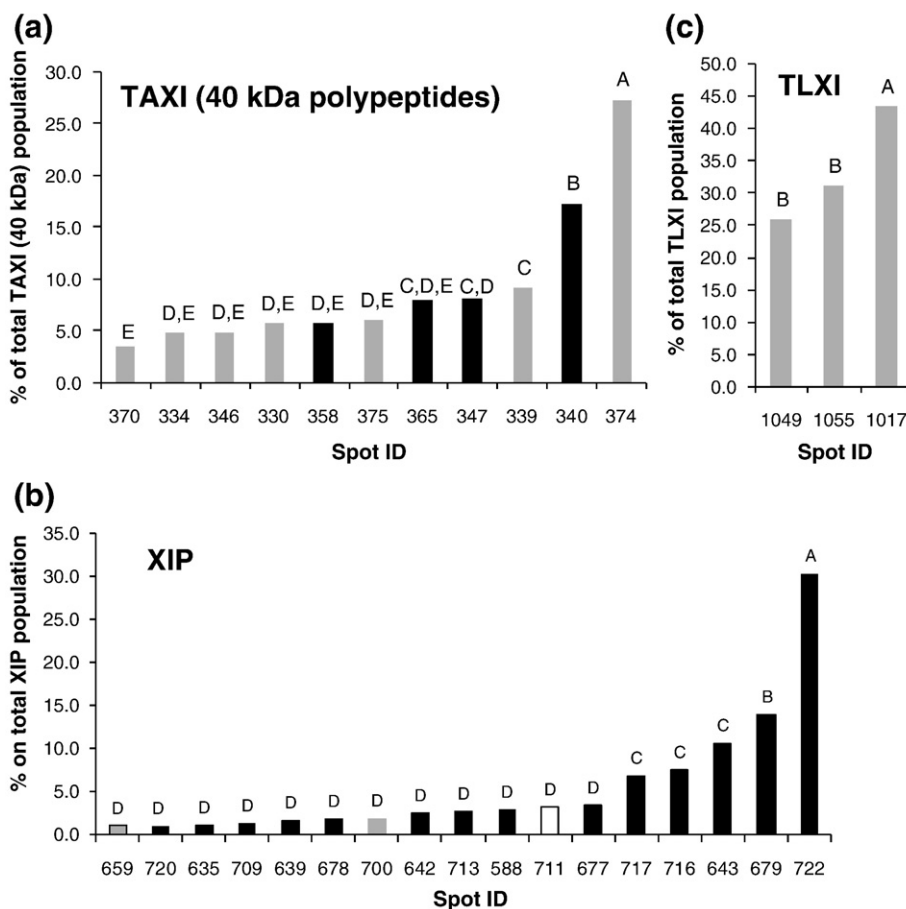 (a)
TAXI (40 kDa polypeptides)
% of total TAXI (40 kDa) population
30.0
25.0
20.0
15.0
10.0
5.0
0.0
E D,E D,E D,E D,E D,E C,D,E C,D C B A
370 334 346 330 358 375 365 347 339 340 374
Spot ID
(c)
TLXI
% of total TLXI population
50.0
45.0
40.0
35.0
30.0
25.0
20.0
15.0
10.0
5.0
0.0
B B A
1049 1055 1017
Spot ID
(b)
XIP
% on total XIP population
35.0
30.0
25.0
20.0
15.0
10.0
5.0
0.0
D D D D D D D D D D D D C C C B A
659 720 635 709 639 678 700 642 713 588 711 677 717 716 643 679 722
Spot ID